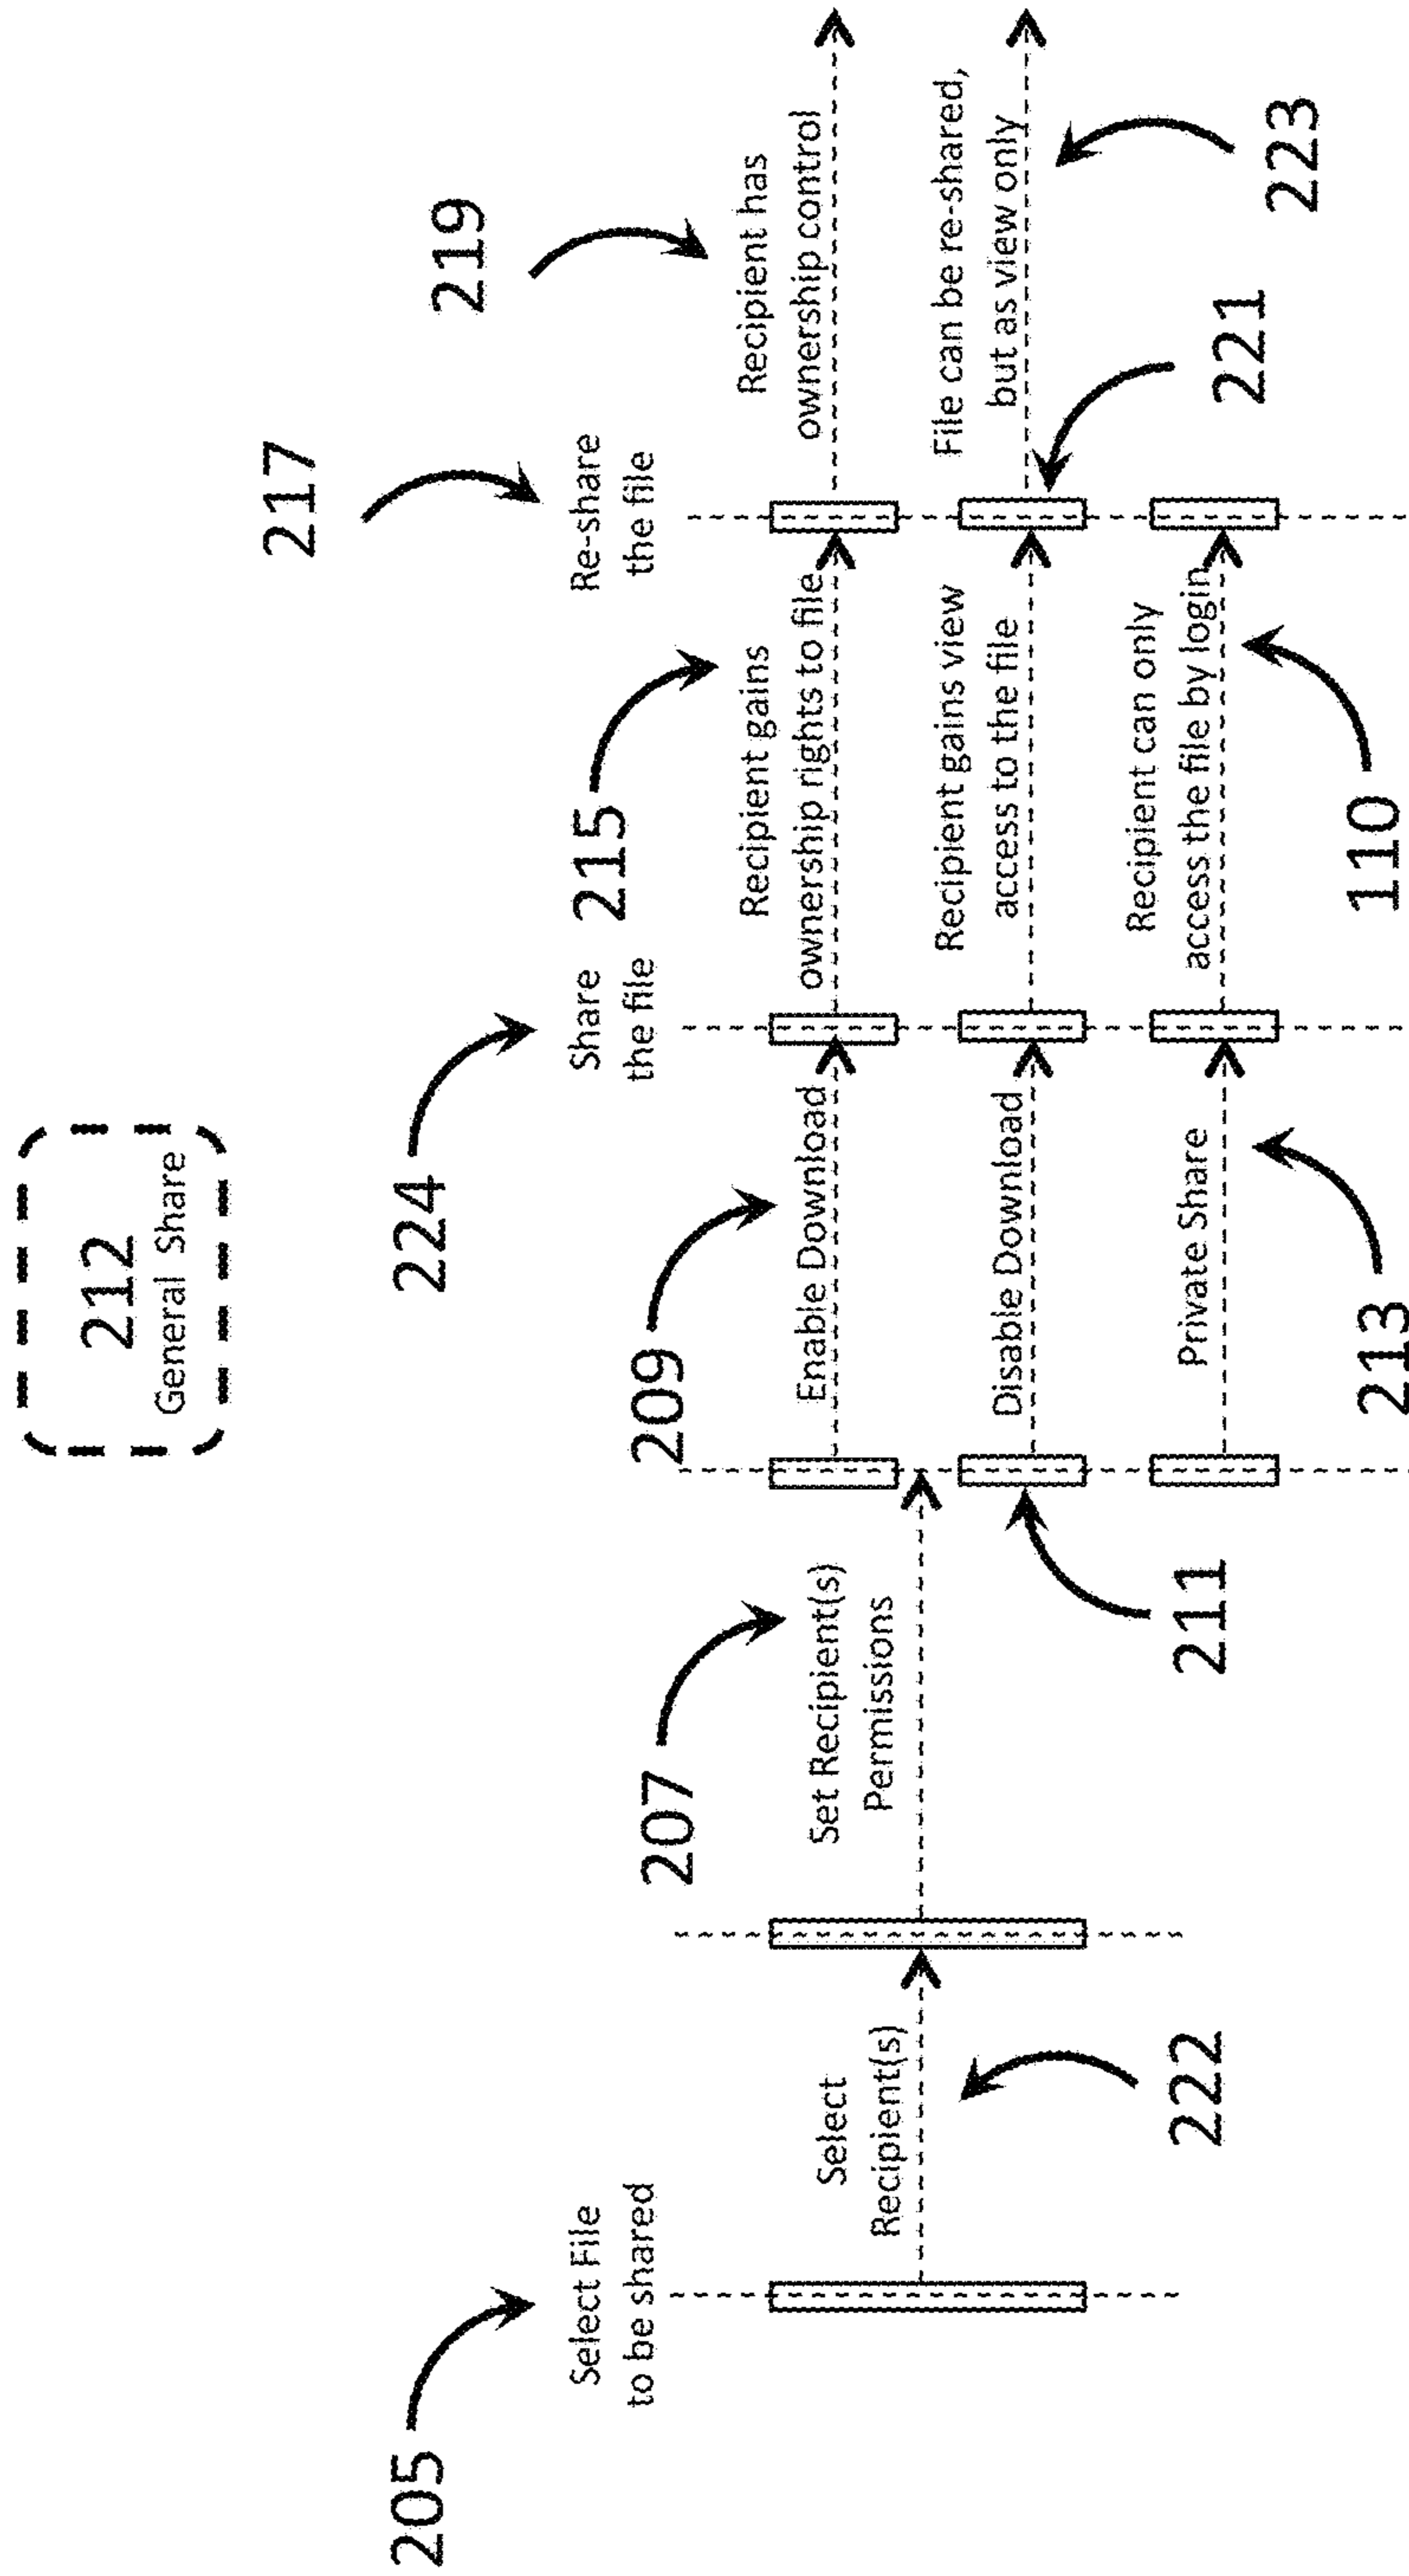 212
General Share
217
219
224
205
207
209
215
Select File
to be shared
Share
the file
Re-share
the file
Select
Recipient(s)
Set Recipient(s)
Permissions
Enable Download
Recipient gains
ownership rights to file
Recipient has
ownership control
Disable Download
Recipient gains view
access to the file
File can be re-shared,
but as view only
Private Share
Recipient can only
access the file by login
222
211
213
110
221
223